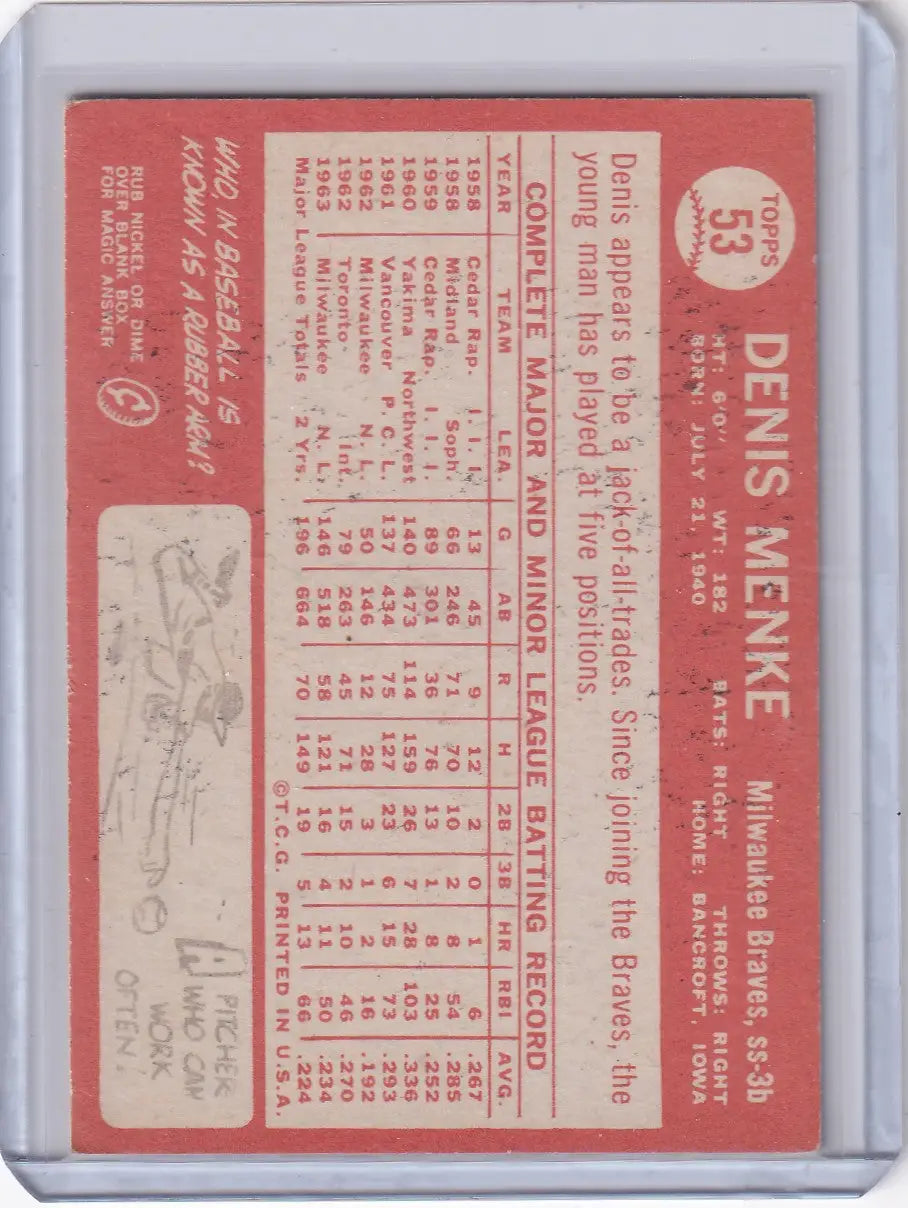 TOPPS
53
DENIS MENKE Milwaukee Braves, ss-3b
HT: 6'0" WT: 182 BATS: RIGHT THROWS: RIGHT
BORN: JULY 21, 1940 HOME: BANCROFT, IOWA
Denis appears to be a jack-of-all-trades. Since joining the Braves, the
young man has played at five positions.
COMPLETE MAJOR AND MINOR LEAGUE BATTING RECORD
YEAR TEAM LEA. G AB R H 2B 3B HR RBI AVG.
1958 Cedar Rap. I. I. I. 13 45 9 12 2 0 1 6 .267
1958 Midland Soph. 66 246 71 70 10 2 8 54 .285
1959 Cedar Rap. I. I. I. 89 301 36 76 13 1 8 25 .252
1960 Yakima Northwest 140 473 114 159 26 7 28 103 .336
1961 Vancouver P. C. L. 137 434 75 127 23 6 15 73 .293
1962 Milwaukee N. L. 50 146 12 28 3 1 2 16 .192
1962 Toronto Int. 79 263 45 71 15 2 10 46 .270
1963 Milwaukee N. L. 146 518 58 121 16 4 11 50 .234
Major League Totals 2 Yrs. 196 664 70 149 19 5 13 66 .224
©T.C.G. PRINTED IN U.S.A.
WHO, IN BASEBALL IS
KNOWN AS A RUBBER ARM?
RUB NICKEL OR DIME
OVER BLANK BOX
FOR MAGIC ANSWER
PITCHER
WHO CAN
WORK
OFTEN.